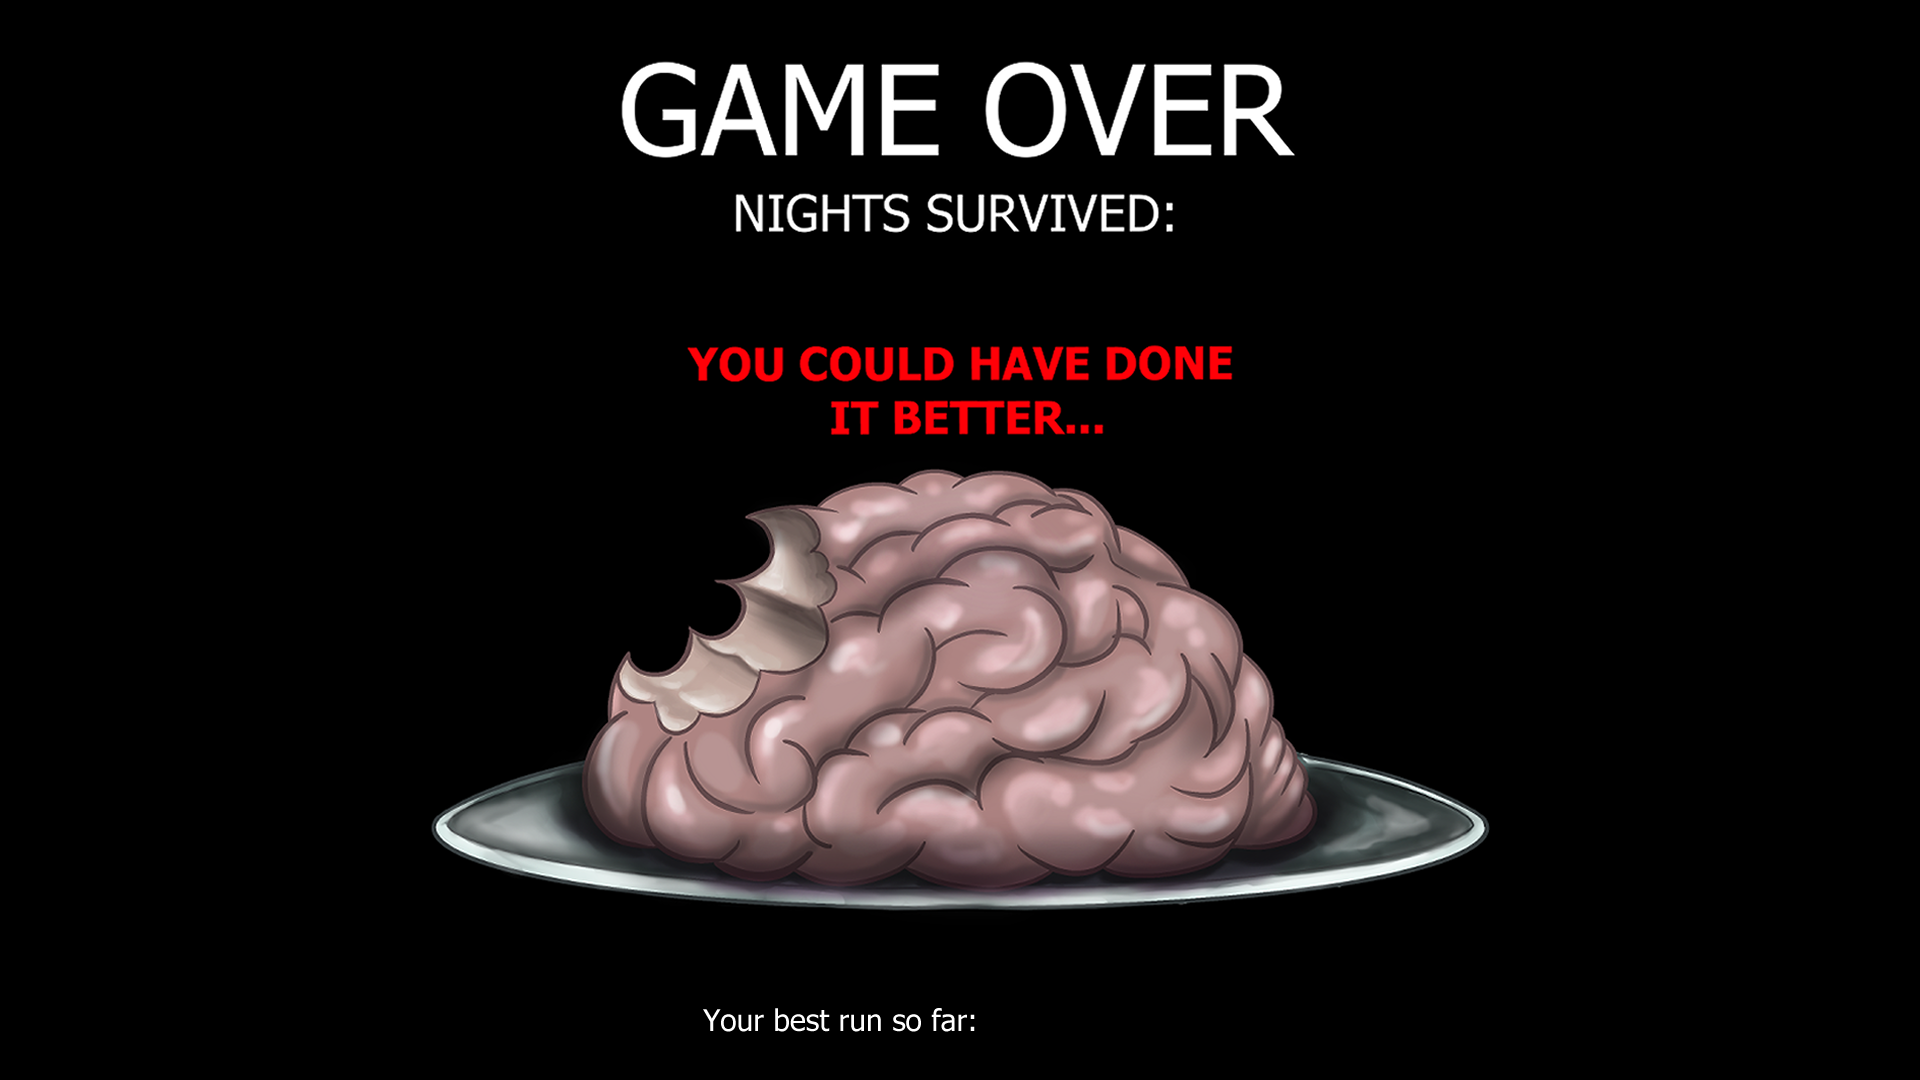 GAME OVER
NIGHTS SURVIVED:
YOU COULD HAVE DONE
IT BETTER...
Your best run so far: